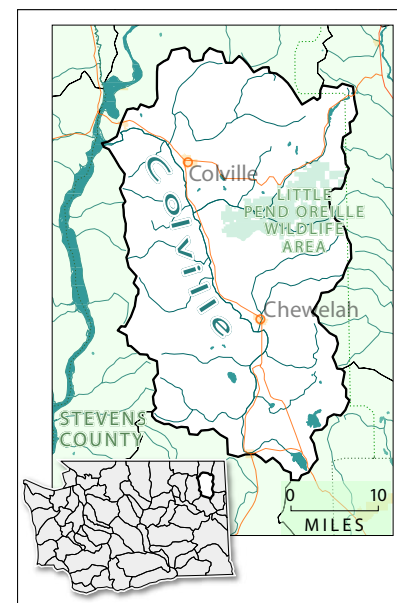 Colville
Colville
LITTLE
PEND OREILLE
WILDLIFE
AREA
Chewelah
STEVENS
COUNTY
0 10
MILES